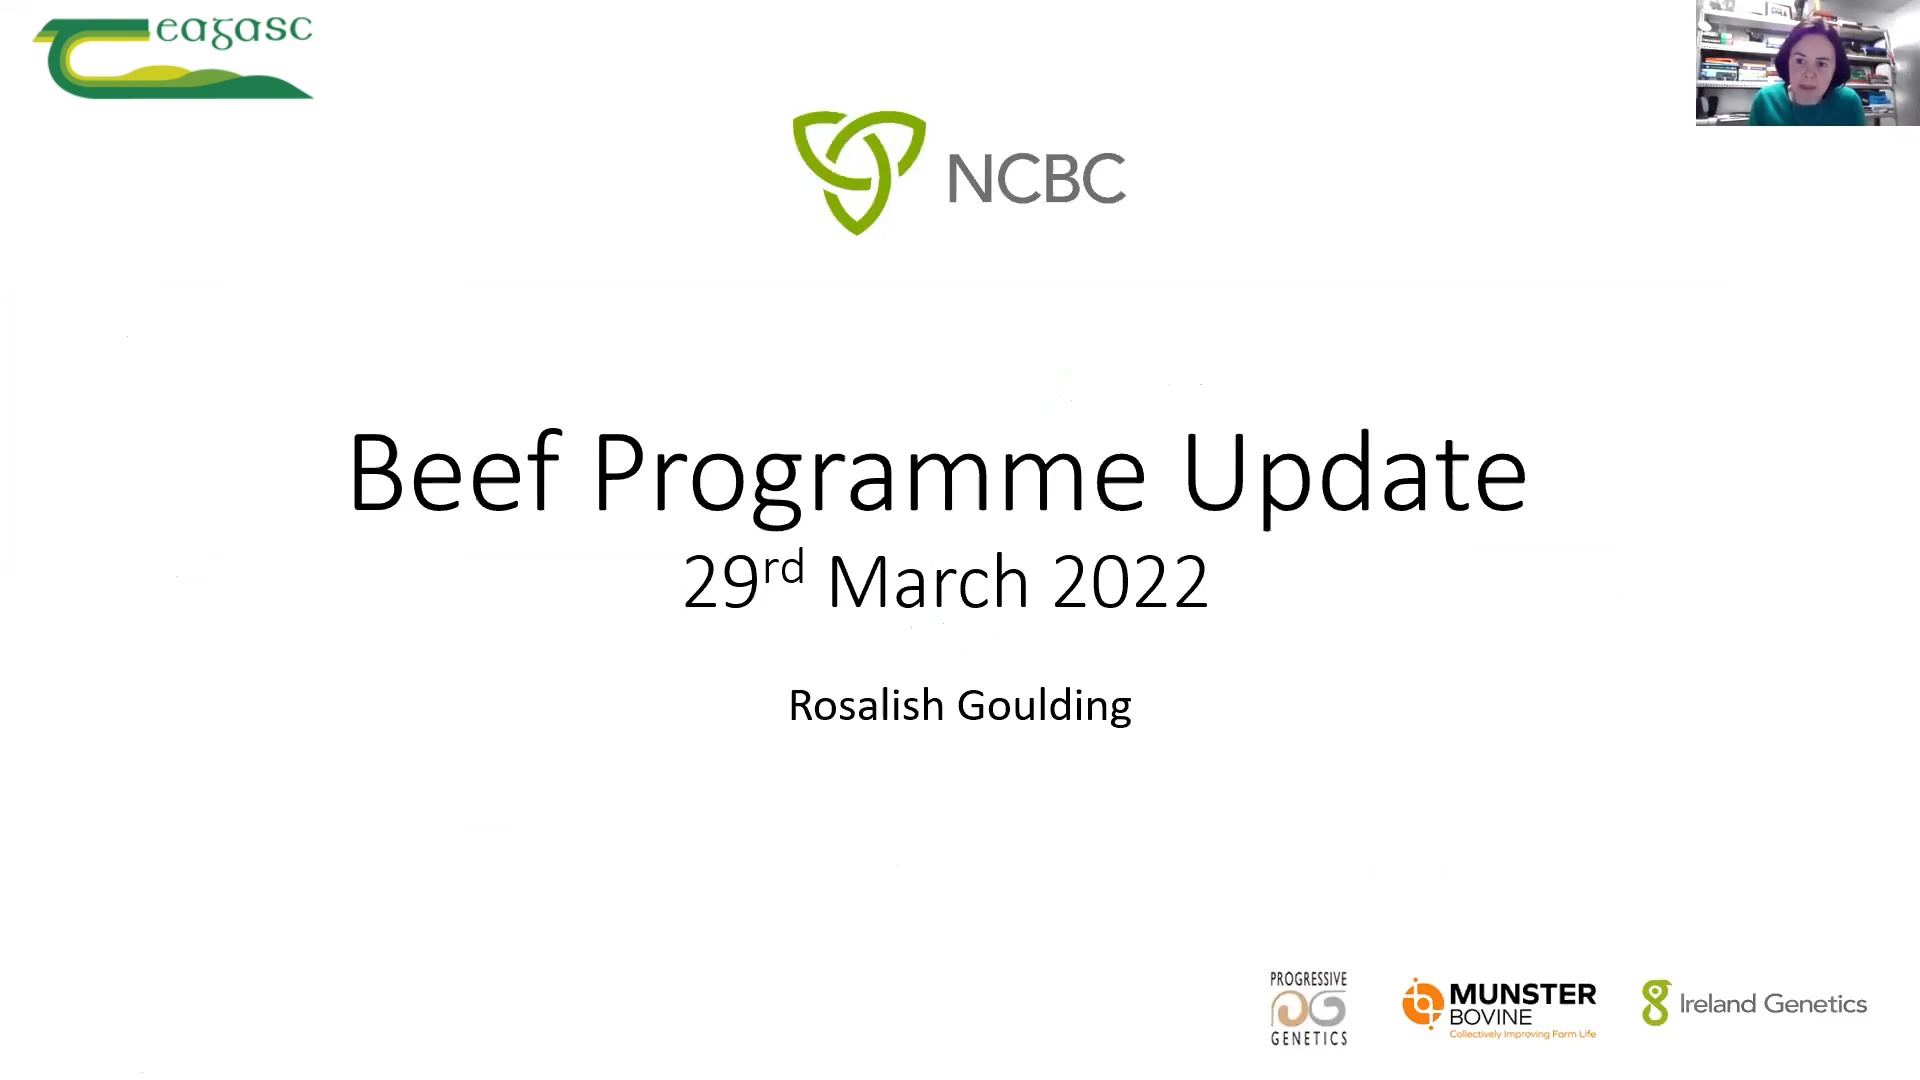 eagasc
NCBC
Beef Programme Update
29rd March 2022
Rosalish Goulding
PROGRESSIVE
GENETICS
MUNSTER
BOVINE
Collectively Improving Farm Life
Ireland Genetics